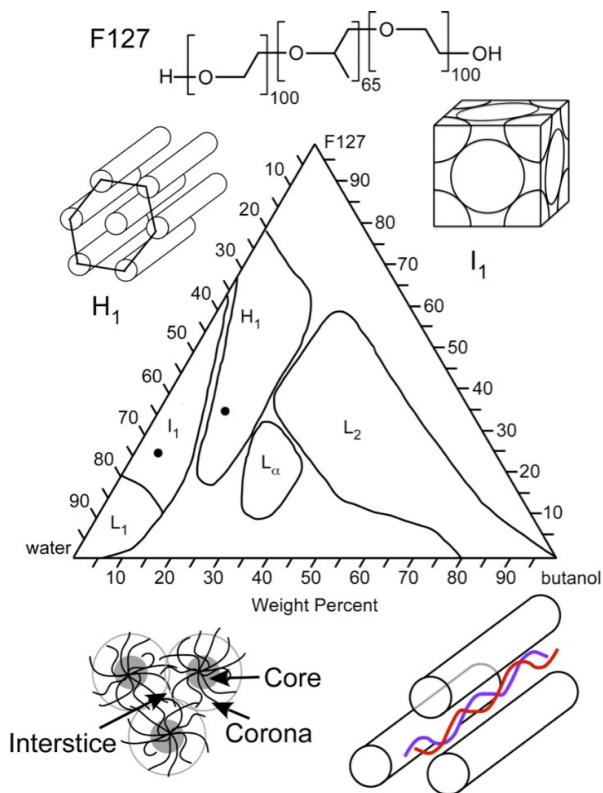 F127
H O 100 O 65 O 100 OH
F127
10 90
20 80
I₁
30 70
H₁
40 H₁ 60
50 50
60 40
70 I₁ L₂ 30
80 Lα 20
90 L₁ 10
water
10 20 30 40 50 60 70 80 90 butanol
Weight Percent
Core
Interstice Corona